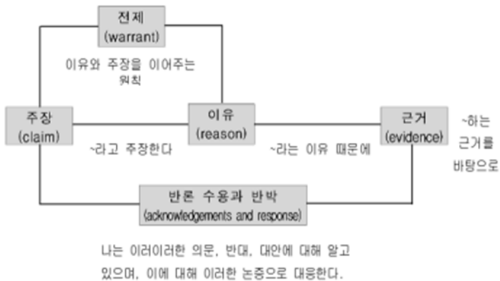 전제
(warrant)
이유와 주장을 이어주는
원칙
주장
(claim)
~라고 주장한다
이유
(reason)
~라는 이유 때문에
근거
(evidence)
~하는
근거를
바탕으로
반론 수용과 반박
(acknowledgements and response)
나는 이러이러한 의문, 반대, 대안에 대해 알고
있으며, 이에 대해 이러한 논증으로 대응한다.